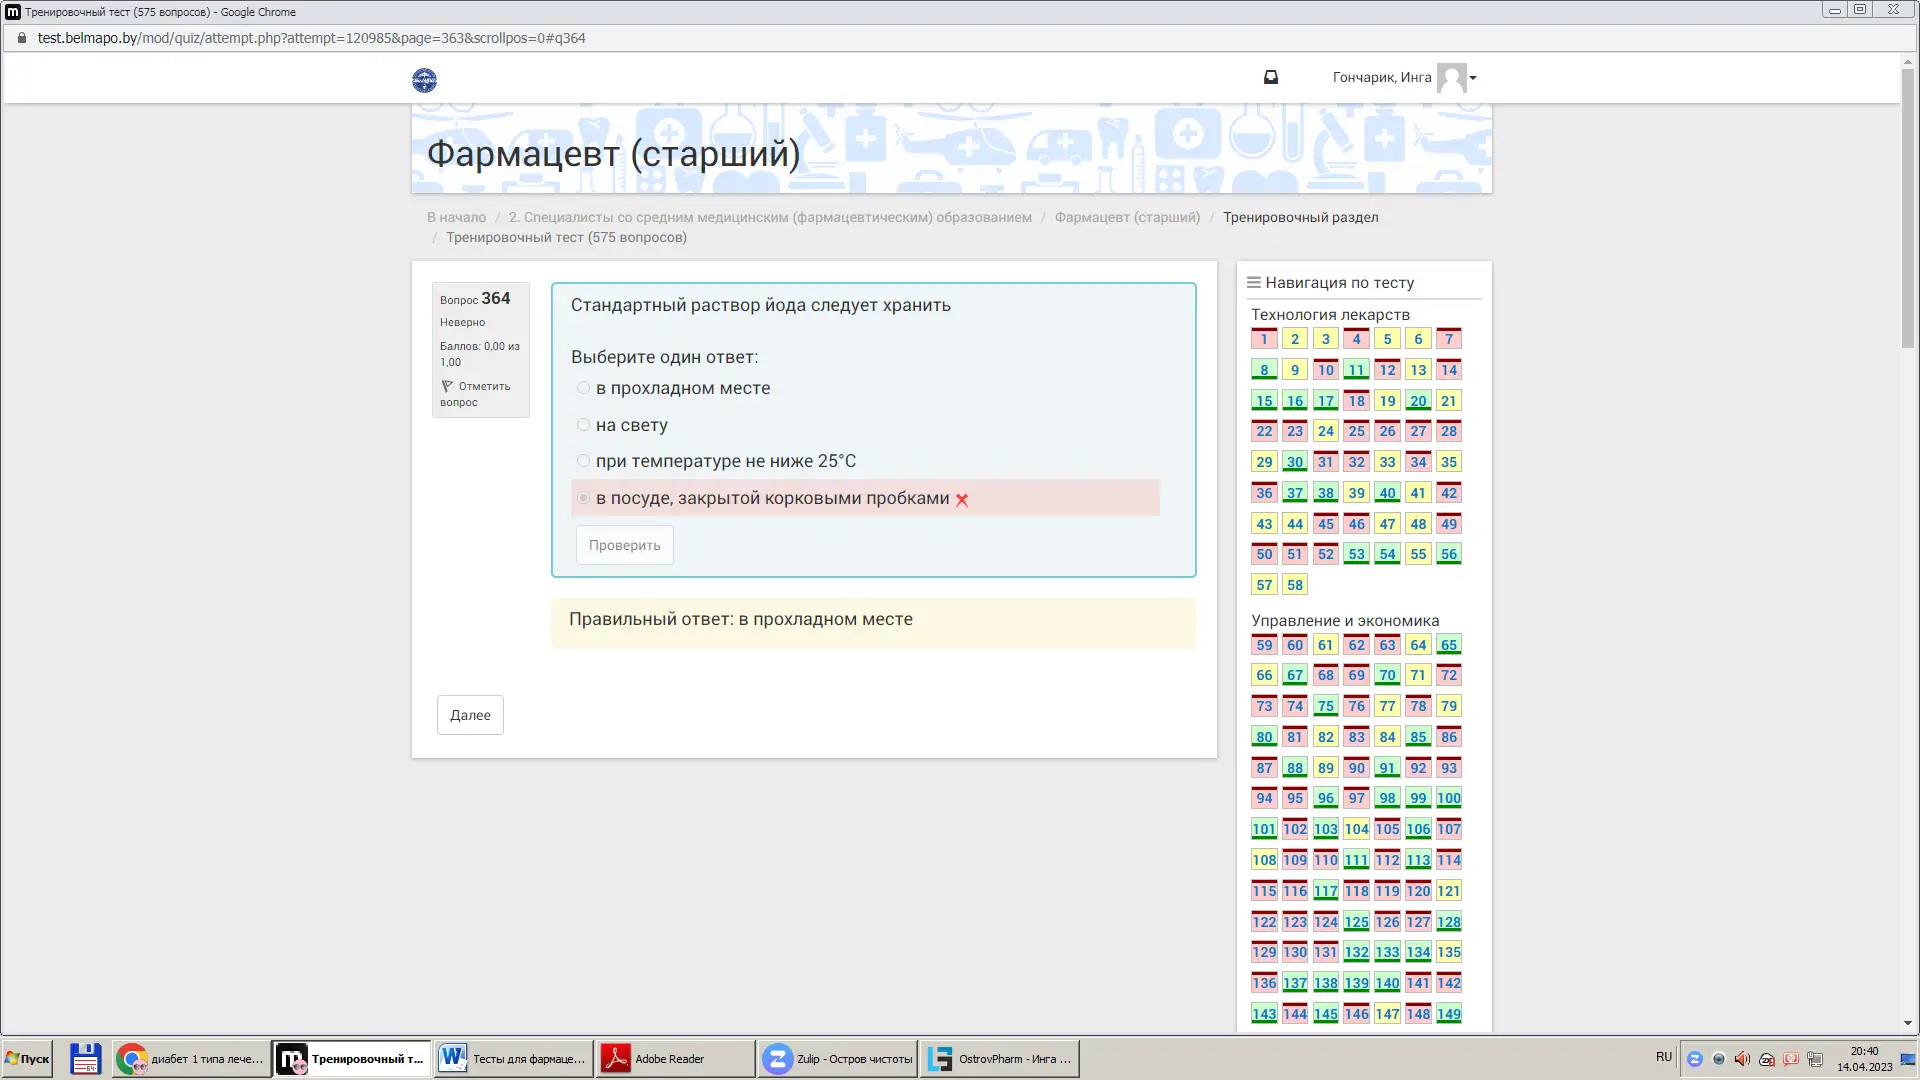 Тренировочный тест (575 вопросов) - Google Chrome
test.belmapo.by/mod/quiz/attempt.php?attempt=120985&page=363&scrollpos=0#q364
Гончарик, Инга
Фармацевт (старший)
В начало / 2. Специалисты со средним медицинским (фармацевтическим) образованием / Фармацевт (старший) / Тренировочный раздел
/ Тренировочный тест (575 вопросов)
Вопрос 364
Неверно
Баллов: 0,00 из
1,00
Отметить
вопрос
Стандартный раствор йода следует хранить
Выберите один ответ:
в прохладном месте
на свету
при температуре не ниже 25°С
в посуде, закрытой корковыми пробками
Проверить
Правильный ответ: в прохладном месте
Далее
Навигация по тесту
Технология лекарств
1 2 3 4 5 6 7
8 9 10 11 12 13 14
15 16 17 18 19 20 21
22 23 24 25 26 27 28
29 30 31 32 33 34 35
36 37 38 39 40 41 42
43 44 45 46 47 48 49
50 51 52 53 54 55 56
57 58
Управление и экономика
59 60 61 62 63 64 65
66 67 68 69 70 71 72
73 74 75 76 77 78 79
80 81 82 83 84 85 86
87 88 89 90 91 92 93
94 95 96 97 98 99 100
101 102 103 104 105 106 107
108 109 110 111 112 113 114
115 116 117 118 119 120 121
122 123 124 125 126 127 128
129 130 131 132 133 134 135
136 137 138 139 140 141 142
143 144 145 146 147 148 149
Пуск
диабет 1 типа лече...
Тренировочный т...
Тесты для фармаце...
Adobe Reader
Zulip - Остров чистоты
OstrovPharm - Инга ...
RU
20:40
14.04.2023